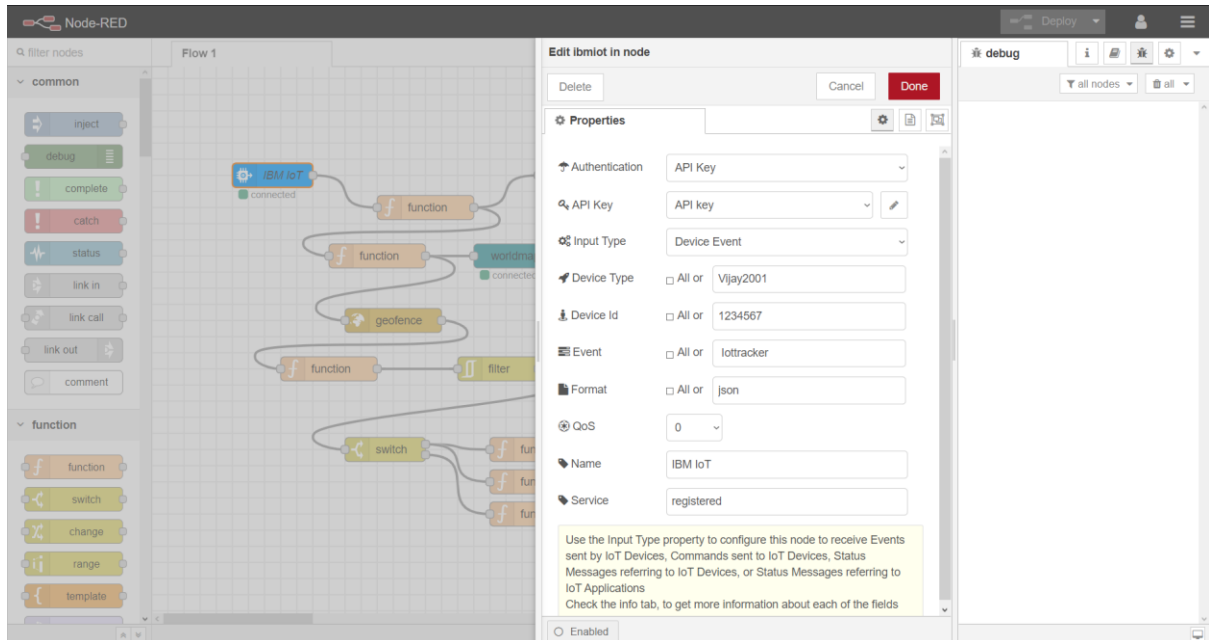 Node-RED
Deploy
filter nodes
Flow 1
common
inject
debug
complete
catch
status
link in
link call
link out
comment
function
function
switch
change
range
template
IBM IoT
connected
function
function
connected
geofence
function
filter
switch
Edit ibmiot in node
Delete
Cancel
Done
Properties
Authentication
API Key
API Key
API key
Input Type
Device Event
Device Type
All or
Vijay2001
Device Id
All or
1234567
Event
All or
Iottracker
Format
All or
json
QoS
0
Name
IBM IoT
Service
registered
Use the Input Type property to configure this node to receive Events
sent by IoT Devices, Commands sent to IoT Devices, Status
Messages referring to IoT Devices, or Status Messages referring to
IoT Applications
Check the info tab, to get more information about each of the fields
Enabled
debug
i
all nodes
all